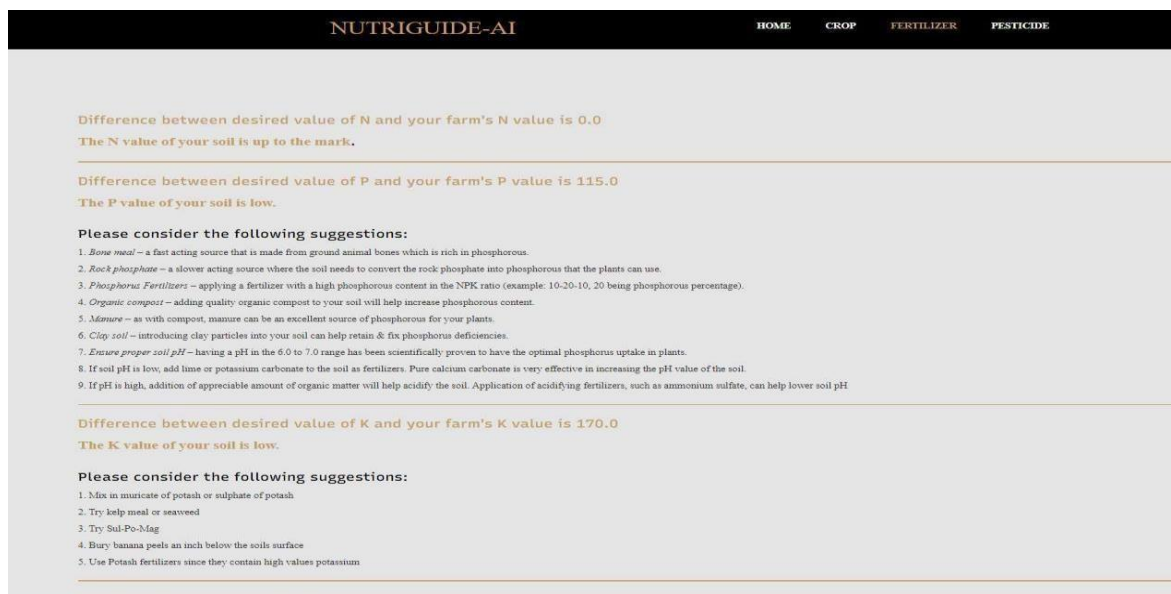 NUTRIGUIDE-AI
HOME CROP FERTILIZER PESTICIDE
Difference between desired value of N and your farm's N value is 0.0
The N value of your soil is up to the mark.
Difference between desired value of P and your farm's P value is 115.0
The P value of your soil is low.
Please consider the following suggestions:
1. Bone meal – a fast acting source that is made from ground animal bones which is rich in phosphorous.
2. Rock phosphate – a slower acting source where the soil needs to convert the rock phosphate into phosphorous that the plants can use.
3. Phosphorus Fertilizers – applying a fertilizer with a high phosphorous content in the NPK ratio (example: 10-20-10, 20 being phosphorous percentage).
4. Organic compost – adding quality organic compost to your soil will help increase phosphorous content.
5. Manure – as with compost, manure can be an excellent source of phosphorous for your plants.
6. Clay soil – introducing clay particles into your soil can help retain & fix phosphorus deficiencies.
7. Ensure proper soil pH – having a pH in the 6.0 to 7.0 range has been scientifically proven to have the optimal phosphorus uptake in plants.
8. If soil pH is low, add lime or potassium carbonate to the soil as fertilizers. Pure calcium carbonate is very effective in increasing the pH value of the soil.
9. If pH is high, addition of appreciable amount of organic matter will help acidify the soil. Application of acidifying fertilizers, such as ammonium sulfate, can help lower soil pH
Difference between desired value of K and your farm's K value is 170.0
The K value of your soil is low.
Please consider the following suggestions:
1. Mix in muricate of potash or sulphate of potash
2. Try kelp meal or seaweed
3. Try Sul-Po-Mag
4. Bury banana peels an inch below the soils surface
5. Use Potash fertilizers since they contain high values potassium